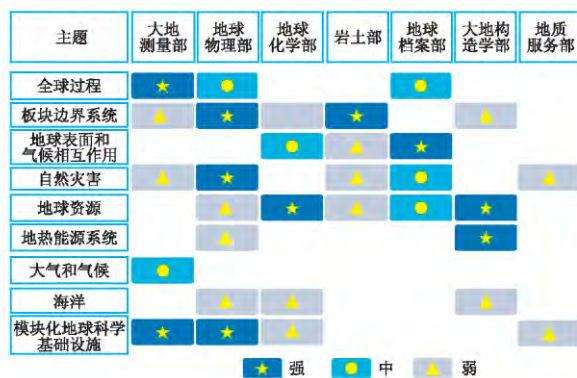 主题
大地
测量部
地球
物理部
地球
化学部
岩土部
地球
档案部
大地构
造学部
地质
服务部
全球过程
板块边界系统
地球表面和
气候相互作用
自然灾害
地球资源
地热能源系统
大气和气候
海洋
模块化地球科学
基础设施
强
中
弱